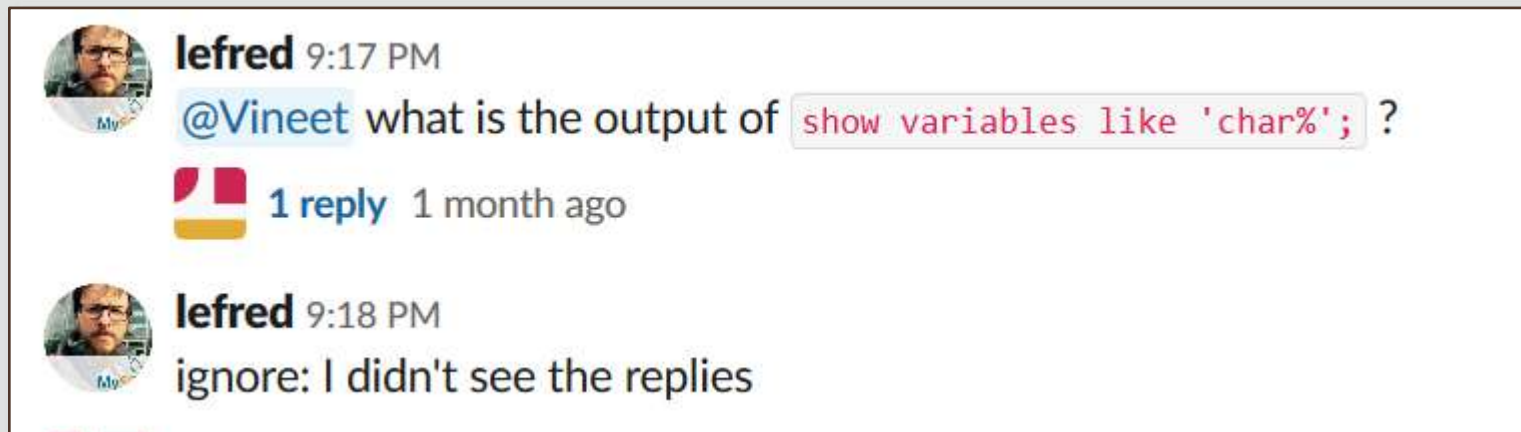 lefred 9:17 PM
@Vineet what is the output of show variables like 'char%'; ?
1 reply 1 month ago
lefred 9:18 PM
ignore: I didn't see the replies